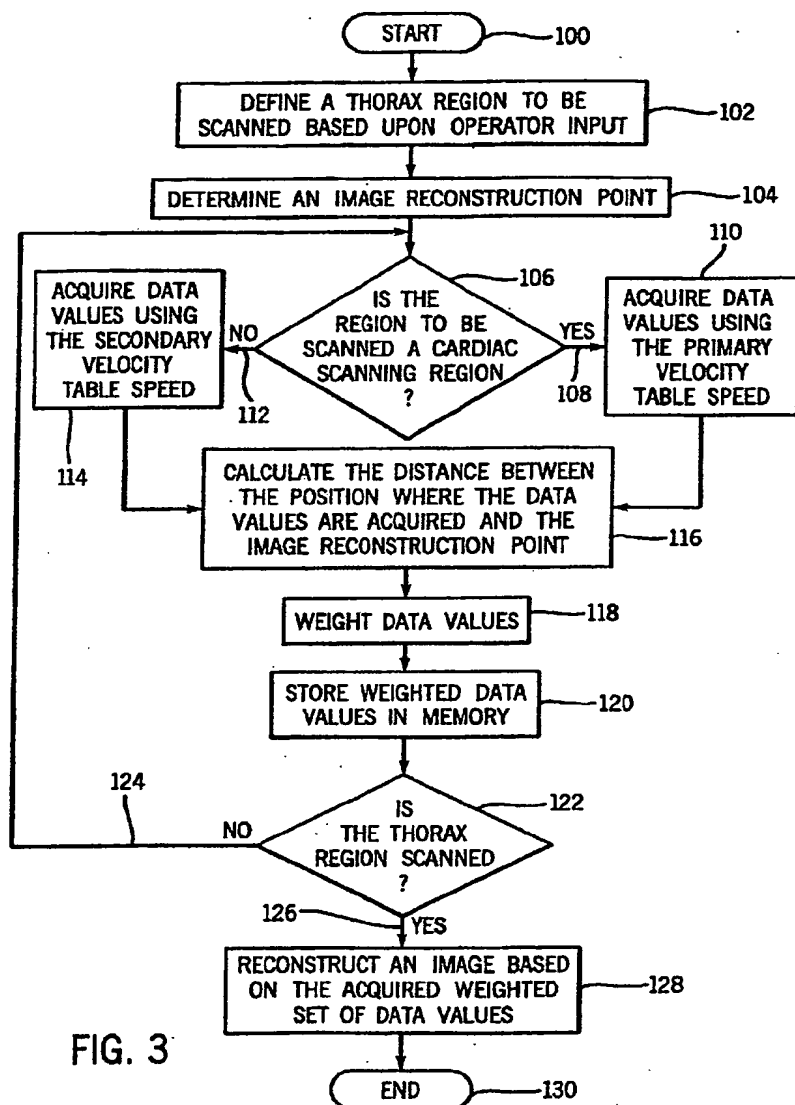 START
100
DEFINE A THORAX REGION TO BE
SCANNED BASED UPON OPERATOR INPUT
102
DETERMINE AN IMAGE RECONSTRUCTION POINT
104
106
IS THE
REGION TO BE
SCANNED A CARDIAC
SCANNING REGION
?
NO
112
YES
108
ACQUIRE DATA
VALUES USING
THE SECONDARY
VELOCITY
TABLE SPEED
114
110
ACQUIRE DATA
VALUES USING
THE PRIMARY
VELOCITY
TABLE SPEED
CALCULATE THE DISTANCE BETWEEN
THE POSITION WHERE THE DATA
VALUES ARE ACQUIRED AND THE
IMAGE RECONSTRUCTION POINT
116
WEIGHT DATA VALUES
118
STORE WEIGHTED DATA
VALUES IN MEMORY
120
124
NO
IS
THE THORAX
REGION SCANNED
?
122
126
YES
RECONSTRUCT AN IMAGE BASED
ON THE ACQUIRED WEIGHTED
SET OF DATA VALUES
128
FIG. 3
END
130